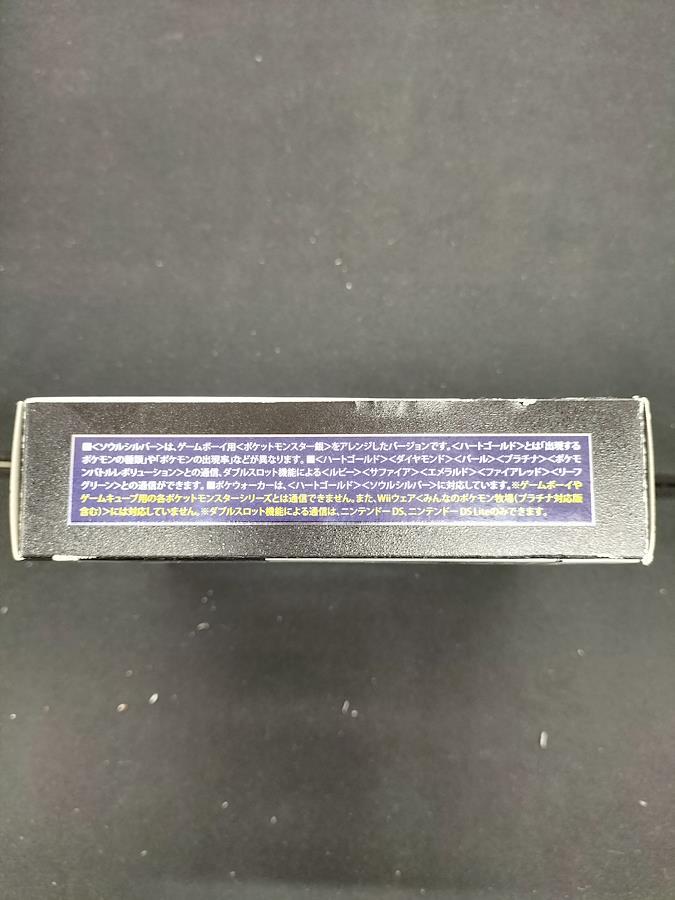 ■<ソウルシルバー>は、ゲームボーイ用<ポケットモンスター銀>をアレンジしたバージョンです。<ハートゴールド>とは「出現する
ポケモンの種類」や「ポケモンの出現率」などが異なります。■<ハートゴールド><ダイヤモンド><パール><プラチナ><ポケモ
ンバトルレボリューション>との通信、ダブルスロット機能による<ルビー><サファイア><エメラルド><ファイアレッド><リーフ
グリーン>との通信ができます。■ポケウォーカーは、<ハートゴールド><ソウルシルバー>に対応しています。※ゲームボーイや
ゲームキューブ用の各ポケットモンスターシリーズとは通信できません。また、Wiiウェア<みんなのポケモン牧場(プラチナ対応版
含む)>には対応していません。※ダブルスロット機能による通信は、ニンテンドーDS、ニンテンドーDS Liteのみできます。